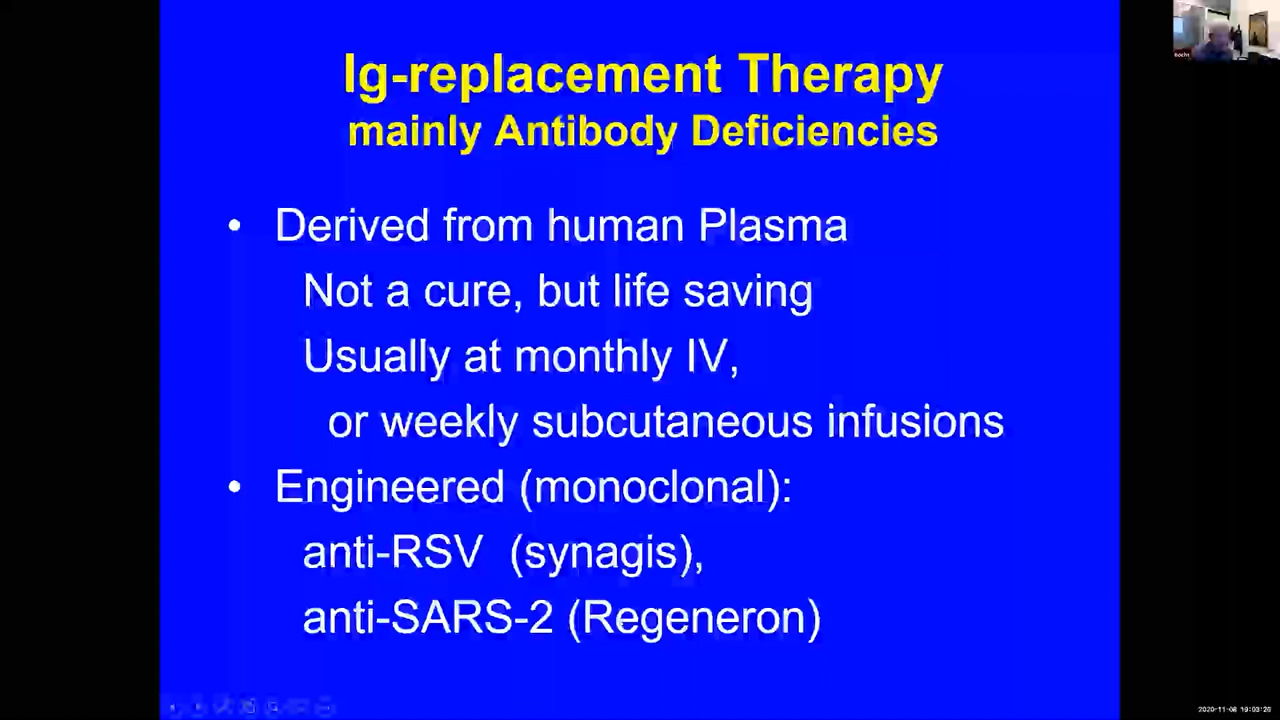 Ig-replacement Therapy
mainly Antibody Deficiencies
• Derived from human Plasma
Not a cure, but life saving
Usually at monthly IV,
or weekly subcutaneous infusions
• Engineered (monoclonal):
anti-RSV (synagis),
anti-SARS-2 (Regeneron)